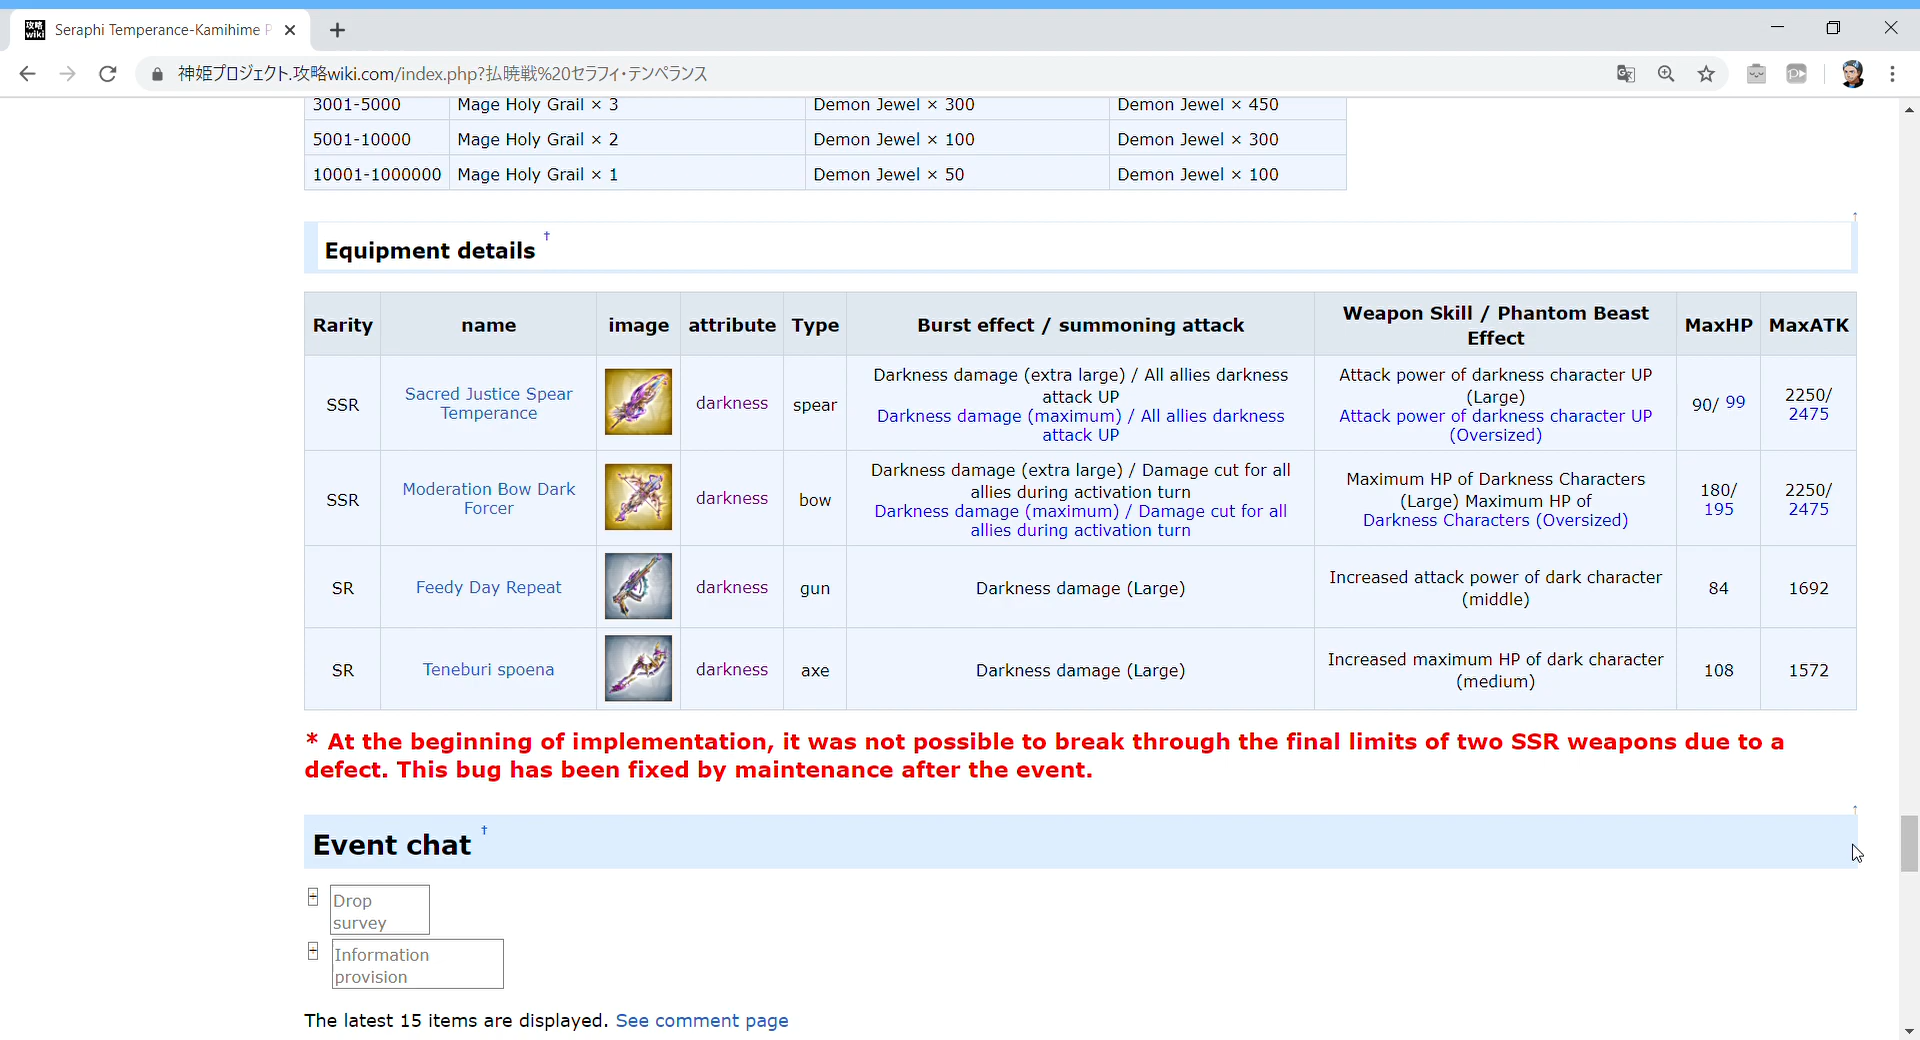 攻略 wiki Seraphi Temperance-Kamihime P
神姫プロジェクト.攻略wiki.com/index.php?払暁戦%20セラフィ・テンペランス
3001-5000 Mage Holy Grail × 3 Demon Jewel × 300 Demon Jewel × 450
5001-10000 Mage Holy Grail × 2 Demon Jewel × 100 Demon Jewel × 300
10001-1000000 Mage Holy Grail × 1 Demon Jewel × 50 Demon Jewel × 100
↑
Equipment details †
Rarity name image attribute Type Burst effect / summoning attack Weapon Skill / Phantom Beast Effect MaxHP MaxATK
SSR
Sacred Justice Spear
Temperance
darkness
spear
Darkness damage (extra large) / All allies darkness
attack UP
Darkness damage (maximum) / All allies darkness
attack UP
Attack power of darkness character UP
(Large)
Attack power of darkness character UP
(Oversized)
90/ 99
2250/
2475
SSR
Moderation Bow Dark
Forcer
darkness
bow
Darkness damage (extra large) / Damage cut for all
allies during activation turn
Darkness damage (maximum) / Damage cut for all
allies during activation turn
Maximum HP of Darkness Characters
(Large) Maximum HP of
Darkness Characters (Oversized)
180/
195
2250/
2475
SR
Feedy Day Repeat
darkness
gun
Darkness damage (Large)
Increased attack power of dark character
(middle)
84
1692
SR
Teneburi spoena
darkness
axe
Darkness damage (Large)
Increased maximum HP of dark character
(medium)
108
1572
* At the beginning of implementation, it was not possible to break through the final limits of two SSR weapons due to a
defect. This bug has been fixed by maintenance after the event.
↑
Event chat †
+ Drop
survey
+ Information
provision
The latest 15 items are displayed. See comment page